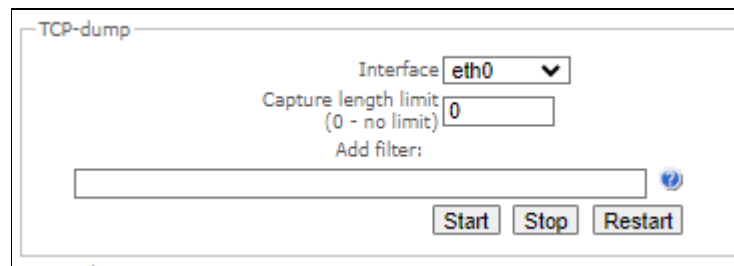 TCP-dump
Interface eth0
Capture length limit
(0 - no limit) 0
Add filter:
Start Stop Restart